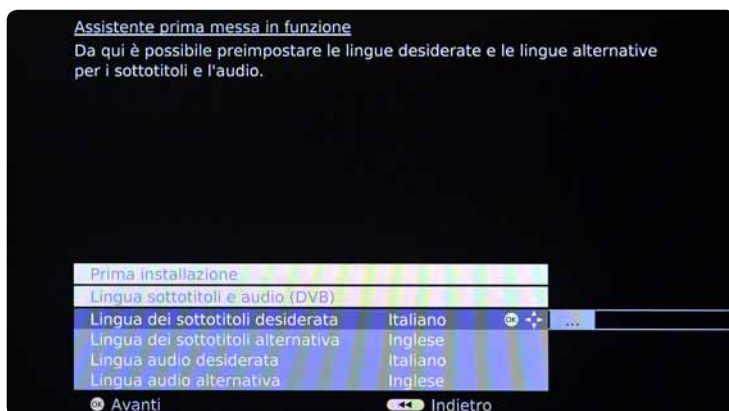 Assistente prima messa in funzione
Da qui è possibile preimpostare le lingue desiderate e le lingue alternative
per i sottotitoli e l'audio.
Prima installazione
Lingua sottotitoli e audio (DVB)
Lingua dei sottotitoli desiderata Italiano OK ...
Lingua dei sottotitoli alternativa Inglese
Lingua audio desiderata Italiano
Lingua audio alternativa Inglese
OK Avanti Indietro